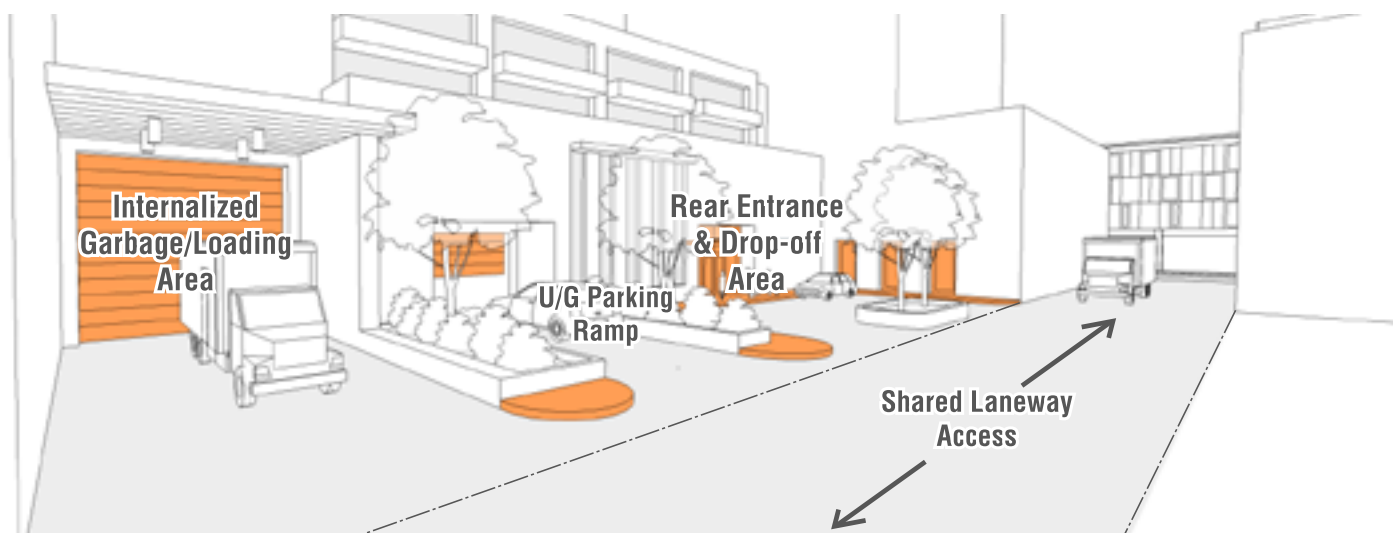 Internalized
Garbage/Loading
Area
U/G Parking
Ramp
Rear Entrance
& Drop-off
Area
Shared Laneway
Access